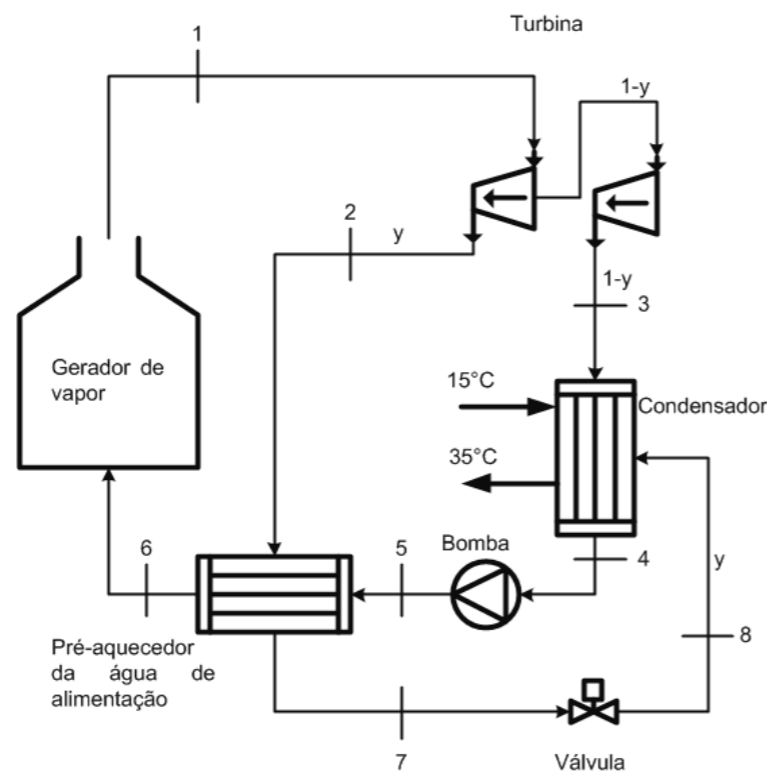 Turbina
1
1-y
2
y
1-y
3
Gerador de
vapor
15°C
Condensador
35°C
6
5
Bomba
4
y
Pré-aquecedor
da água de
alimentação
8
7
Válvula